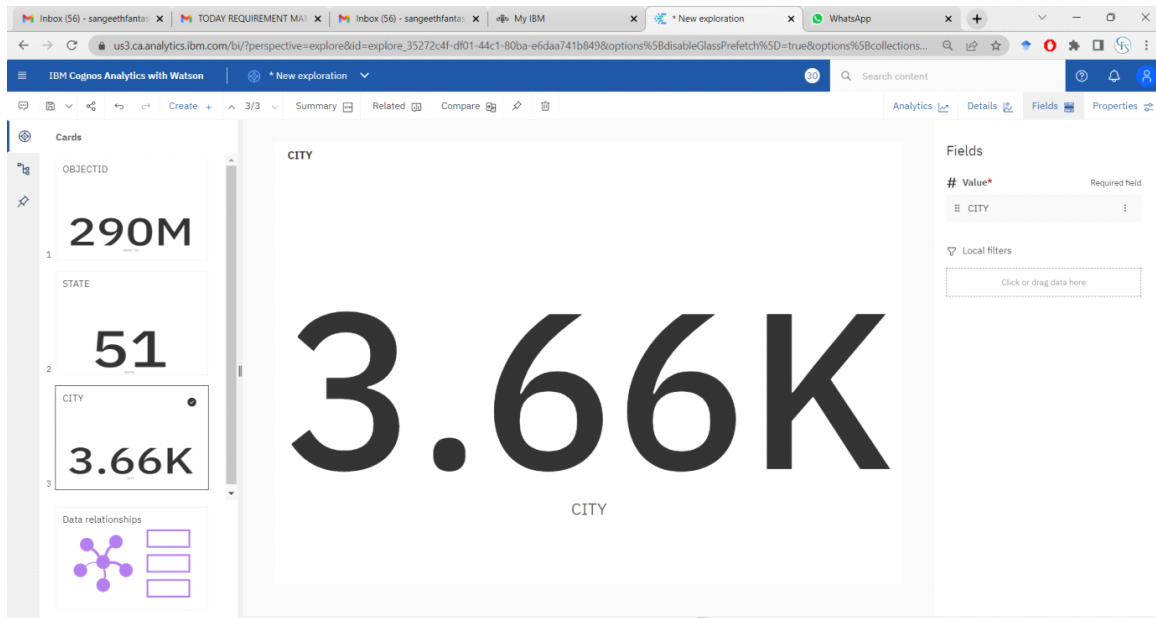 Inbox (56) - sangeethfantas
TODAY REQUIREMENT MA
Inbox (56) - sangeethfantas
My IBM
* New exploration
WhatsApp
us3.ca.analytics.ibm.com/bi/?perspective=explore&id=explore_35272c4f-df01-44c1-80ba-e6daa741b849&options%5BdisableGlassPrefetch%5D=true&options%5Bcollections...
IBM Cognos Analytics with Watson
* New exploration
30
Search content
Create +
3/3
Summary
Related
Compare
Analytics
Details
Fields
Properties
Cards
OBJECTID
290M
1
STATE
51
2
CITY
3.66K
3
Data relationships
CITY
3.66K
CITY
Fields
# Value*
Required field
CITY
Local filters
Click or drag data here